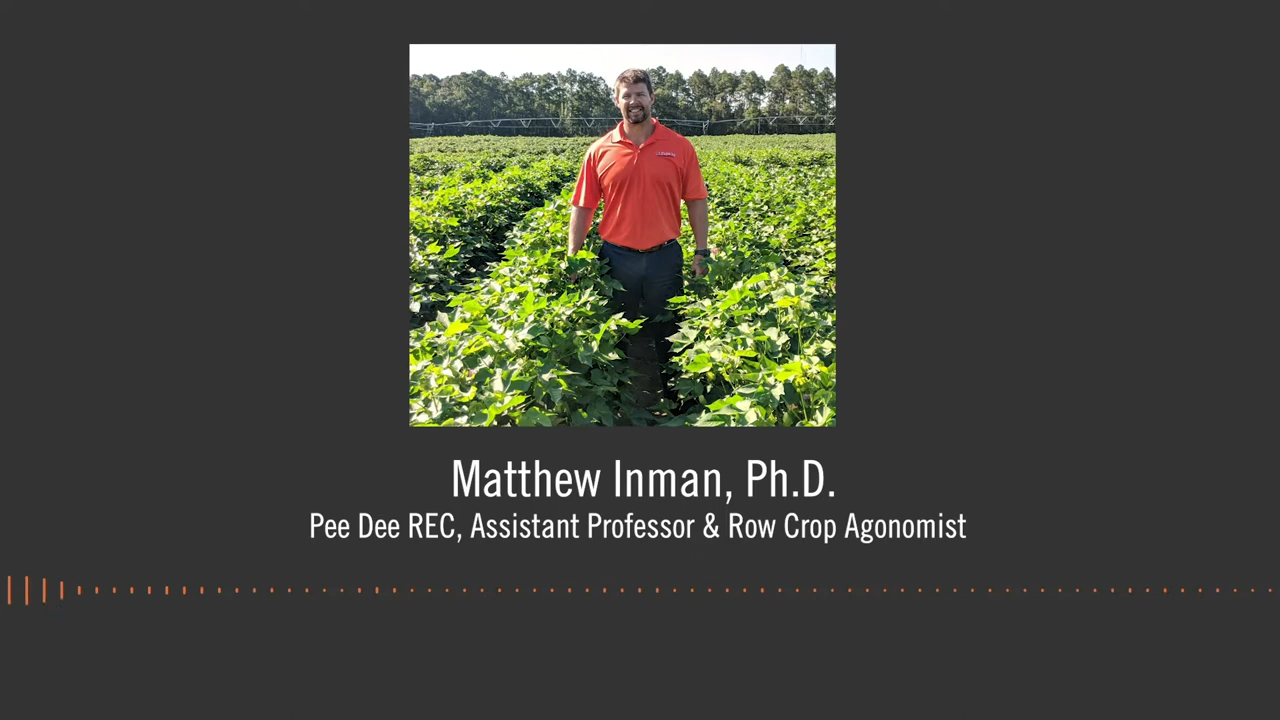 Matthew Inman, Ph.D.
Pee Dee REC, Assistant Professor & Row Crop Agonomist